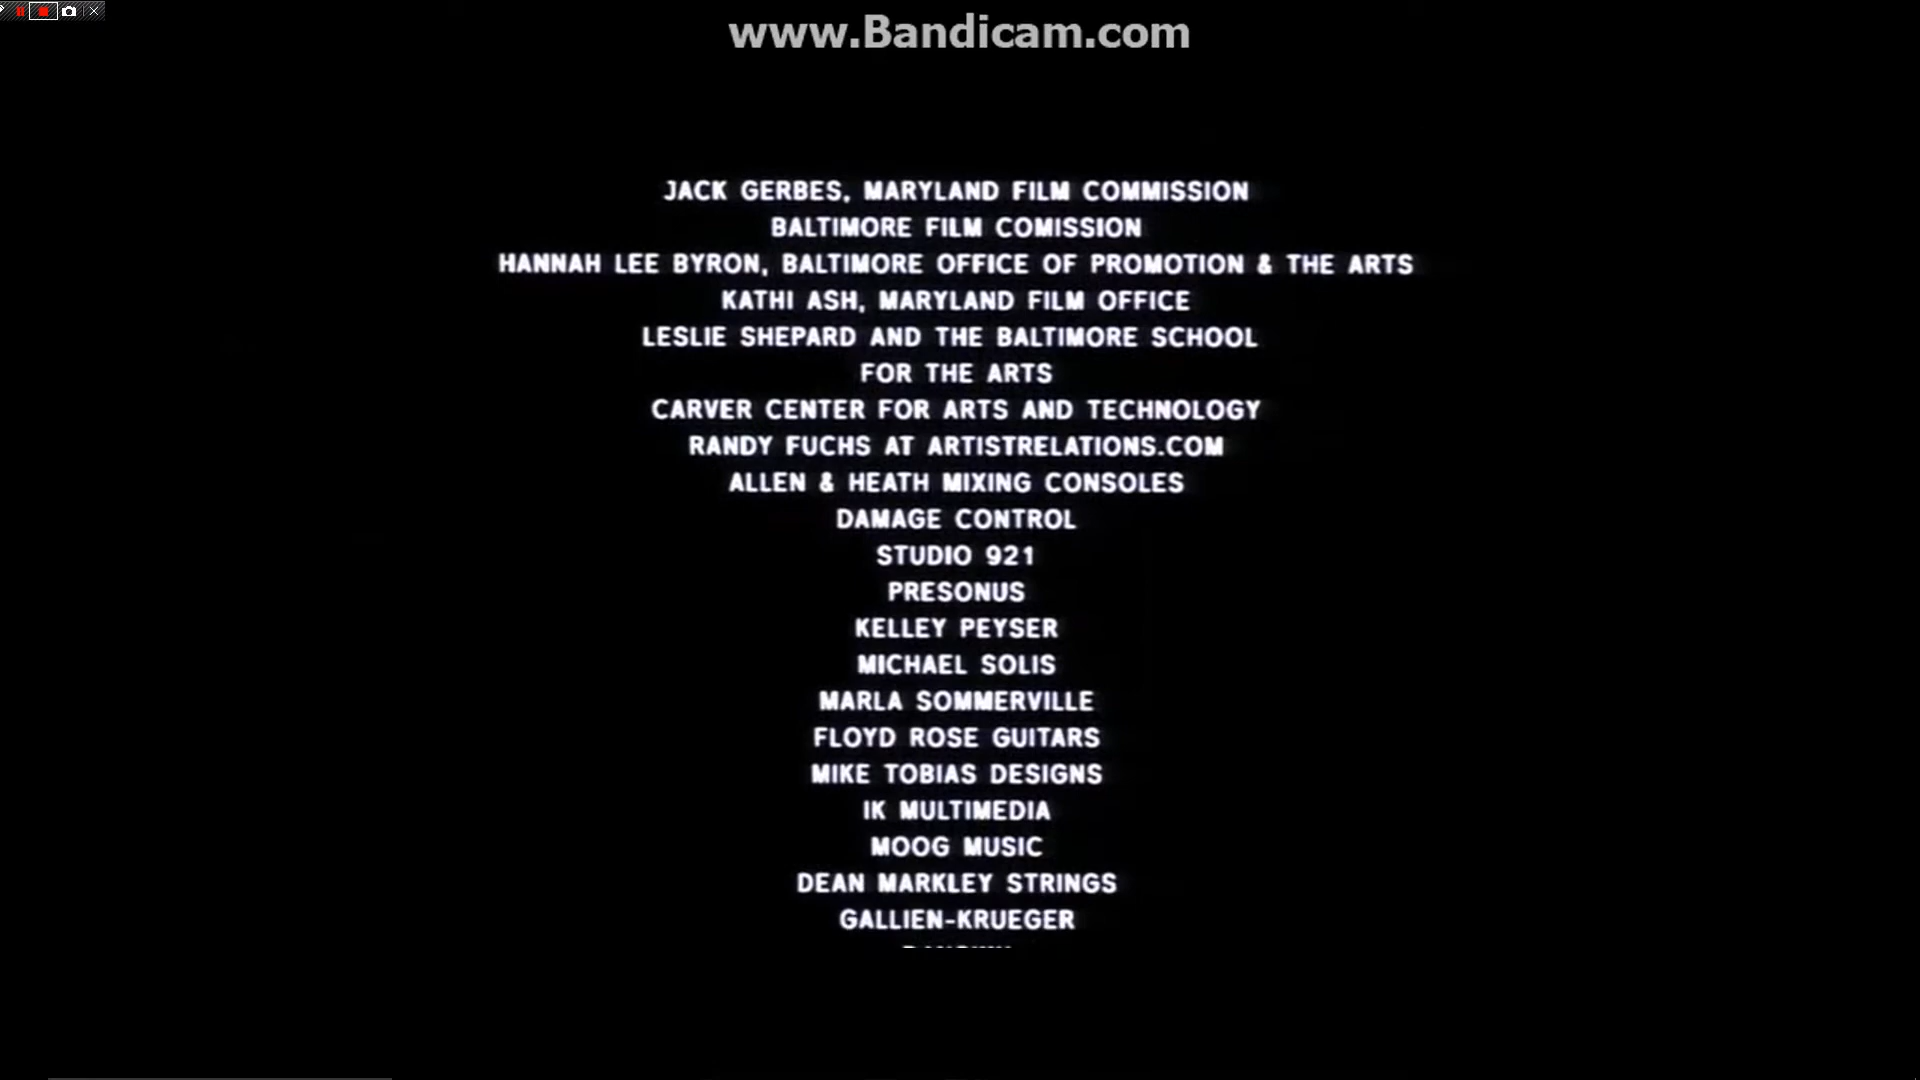 www.Bandicam.com
JACK GERBES, MARYLAND FILM COMMISSION
BALTIMORE FILM COMISSION
HANNAH LEE BYRON, BALTIMORE OFFICE OF PROMOTION & THE ARTS
KATHI ASH, MARYLAND FILM OFFICE
LESLIE SHEPARD AND THE BALTIMORE SCHOOL
FOR THE ARTS
CARVER CENTER FOR ARTS AND TECHNOLOGY
RANDY FUCHS AT ARTISTRELATIONS.COM
ALLEN & HEATH MIXING CONSOLES
DAMAGE CONTROL
STUDIO 921
PRESONUS
KELLEY PEYSER
MICHAEL SOLIS
MARLA SOMMERVILLE
FLOYD ROSE GUITARS
MIKE TOBIAS DESIGNS
IK MULTIMEDIA
MOOG MUSIC
DEAN MARKLEY STRINGS
GALLIEN-KRUEGER